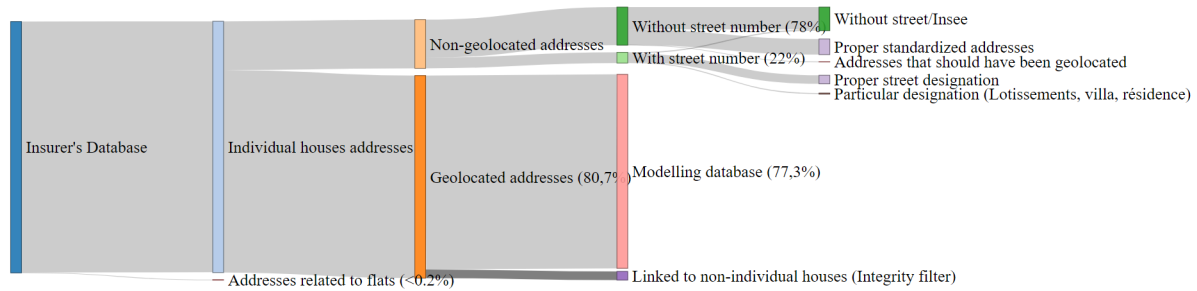 Insurer's Database
Individual houses addresses
Addresses related to flats (<0.2%)
Non-geolocated addresses
Geolocated addresses (80,7%)
Without street number (78%)
With street number (22%)
Modelling database (77,3%)
Linked to non-individual houses (Integrity filter)
Without street/Insee
Proper standardized addresses
Addresses that should have been geolocated
Proper street designation
Particular designation (Lotissements, villa, résidence)